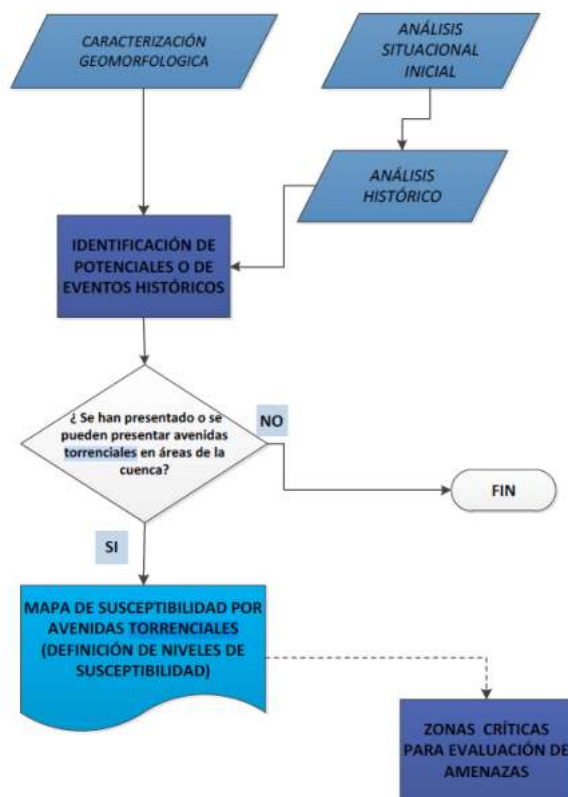 CARACTERIZACIÓN
GEOMORFOLOGICA
ANÁLISIS
SITUACIONAL
INICIAL
ANÁLISIS
HISTÓRICO
IDENTIFICACIÓN DE
POTENCIALES O DE
EVENTOS HISTÓRICOS
¿ Se han presentado o se
pueden presentar avenidas
torrenciales en áreas de la
cuenca?
NO
FIN
SI
MAPA DE SUSCEPTIBILIDAD POR
AVENIDAS TORRENCIALES
(DEFINICIÓN DE NIVELES DE
SUSCEPTIBILIDAD)
ZONAS CRÍTICAS
PARA EVALUACIÓN DE
AMENAZAS